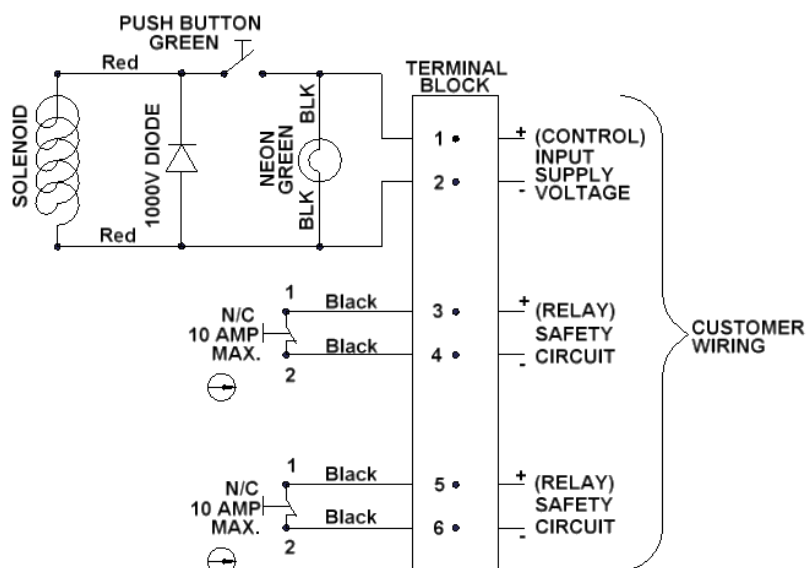 PUSH BUTTON
GREEN
Red
SOLENOID
1000V DIODE
NEON
GREEN
BLK
BLK
Red
TERMINAL
BLOCK
1
+ (CONTROL)
INPUT
2
SUPPLY
- VOLTAGE
1
N/C
10 AMP
MAX.
Black
3
+ (RELAY)
SAFETY
Black
4
- CIRCUIT
2
CUSTOMER
WIRING
1
N/C
10 AMP
MAX.
Black
5
+ (RELAY)
SAFETY
Black
6
- CIRCUIT
2